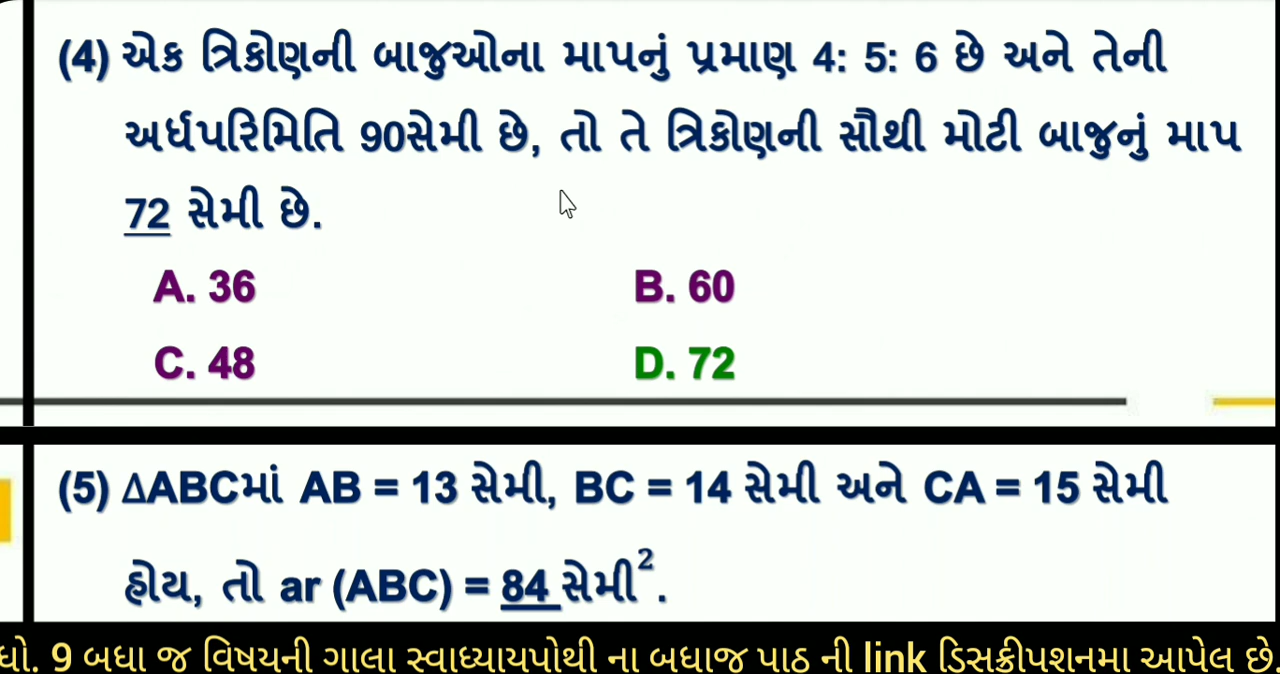 (4) એક ત્રિકોણની બાજુઓના માપનું પ્રમાણ 4: 5: 6 છે અને તેની
અર્ધપરિમિતિ 90સેમી છે, તો તે ત્રિકોણની સૌથી મોટી બાજુનું માપ
72 સેમી છે.
A. 36 B. 60
C. 48 D. 72
(5) ∆ABCમાં AB = 13 સેમી, BC = 14 સેમી અને CA = 15 સેમી
હોય, તો ar (ABC) = 84 સેમી².
ધો. 9 બધા જ વિષયની ગાલા સ્વાધ્યાયપોથી ના બધાજ પાઠ ની link ડિસક્રીપશનમા આપેલ છે.